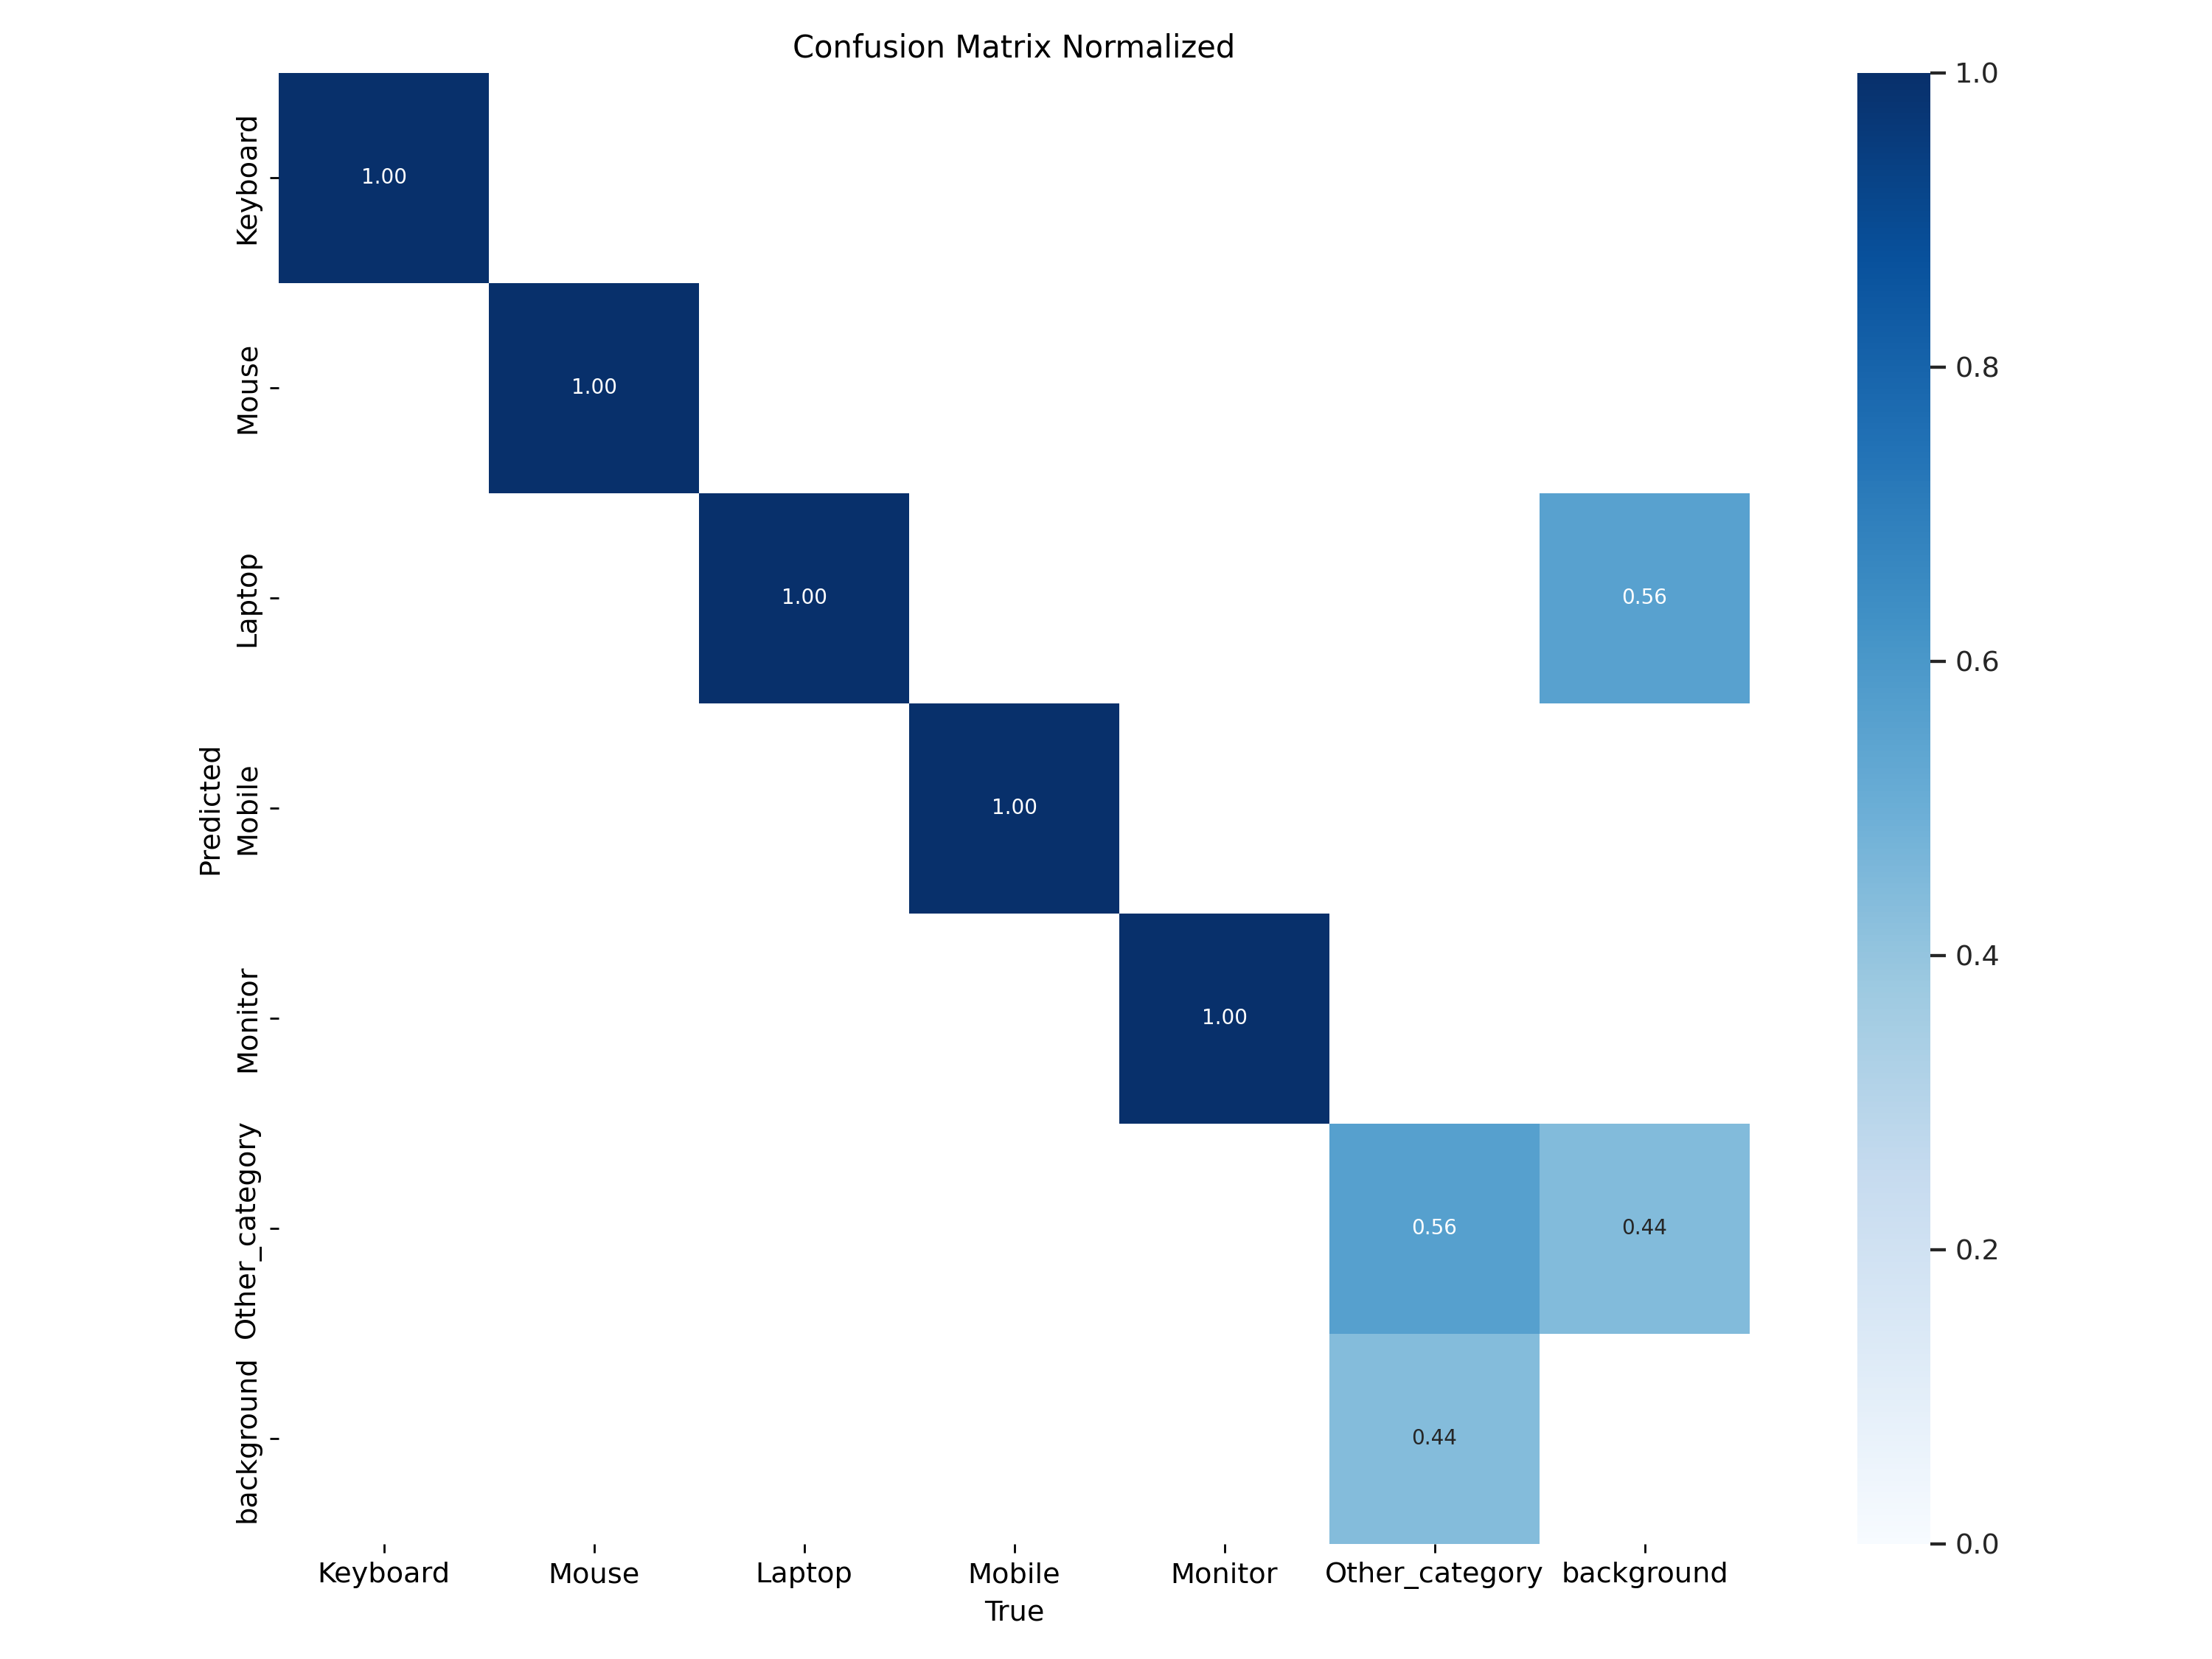 Confusion Matrix Normalized
Predicted
Keyboard
Mouse
Laptop
Mobile
Monitor
Other_category
background
1.00
1.00
1.00
0.56
1.00
1.00
0.56
0.44
0.44
Keyboard
Mouse
Laptop
Mobile
Monitor
Other_category
background
True
1.0
0.8
0.6
0.4
0.2
0.0